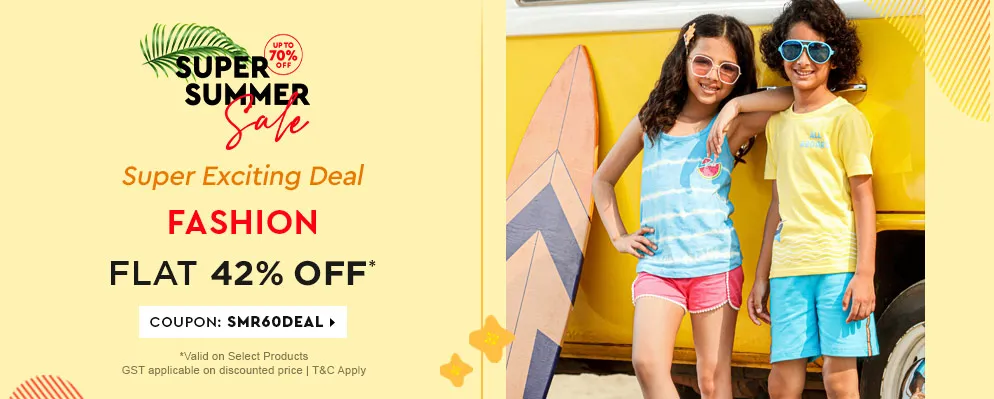 UP TO
70%
OFF
SUPER
SUMMER
Sale
Super Exciting Deal
FASHION
FLAT 42% OFF*
COUPON: SMR60DEAL
*Valid on Select Products
GST applicable on discounted price | T&C Apply